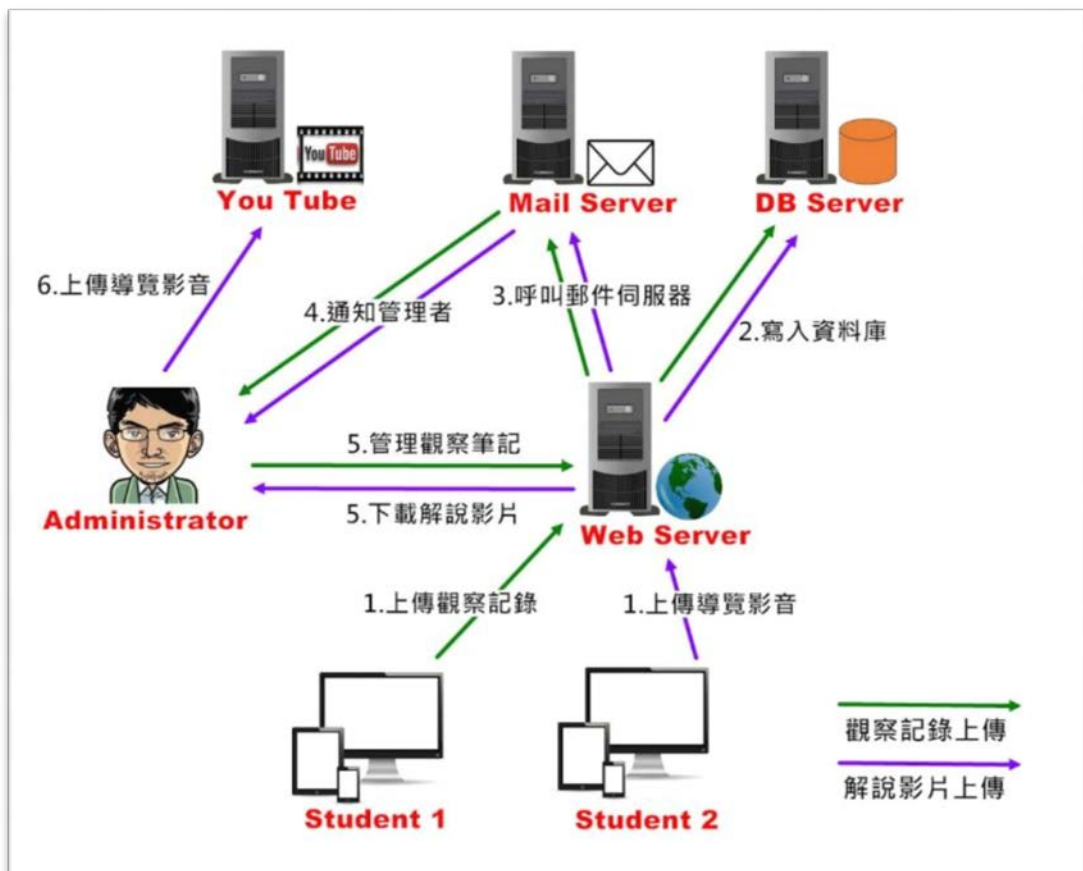 You Tube
You Tube
Mail Server
DB Server
6.上傳導覽影音
4.通知管理者
3.呼叫郵件伺服器
2.寫入資料庫
5.管理觀察筆記
5.下載解說影片
Administrator
Web Server
1.上傳觀察記錄
1.上傳導覽影音
觀察記錄上傳
解說影片上傳
Student 1
Student 2